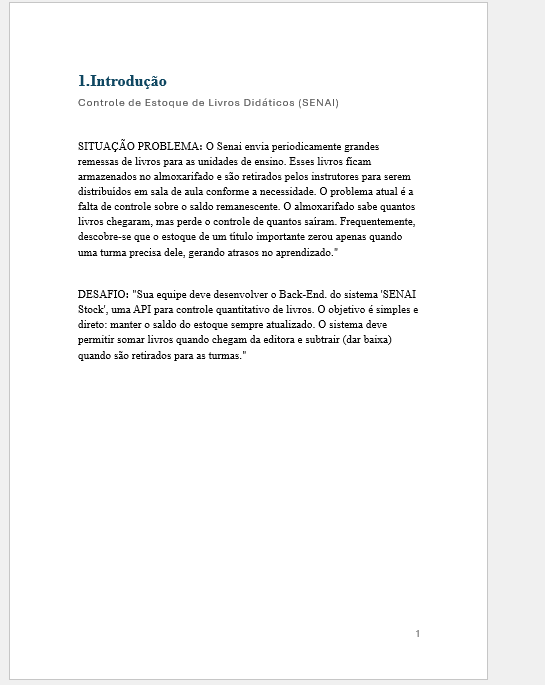 1.Introdução
Controle de Estoque de Livros Didáticos (SENAI)
SITUAÇÃO PROBLEMA: O Senai envia periodicamente grandes
remessas de livros para as unidades de ensino. Esses livros ficam
armazenados no almoxarifado e são retirados pelos instrutores para serem
distribuídos em sala de aula conforme a necessidade. O problema atual é a
falta de controle sobre o saldo remanescente. O almoxarifado sabe quantos
livros chegaram, mas perde o controle de quantos saíram. Frequentemente,
descobre-se que o estoque de um título importante zerou apenas quando
uma turma precisa dele, gerando atrasos no aprendizado."
DESAFIO: "Sua equipe deve desenvolver o Back-End. do sistema 'SENAI
Stock', uma API para controle quantitativo de livros. O objetivo é simples e
direto: manter o saldo do estoque sempre atualizado. O sistema deve
permitir somar livros quando chegam da editora e subtrair (dar baixa)
quando são retirados para as turmas."
1